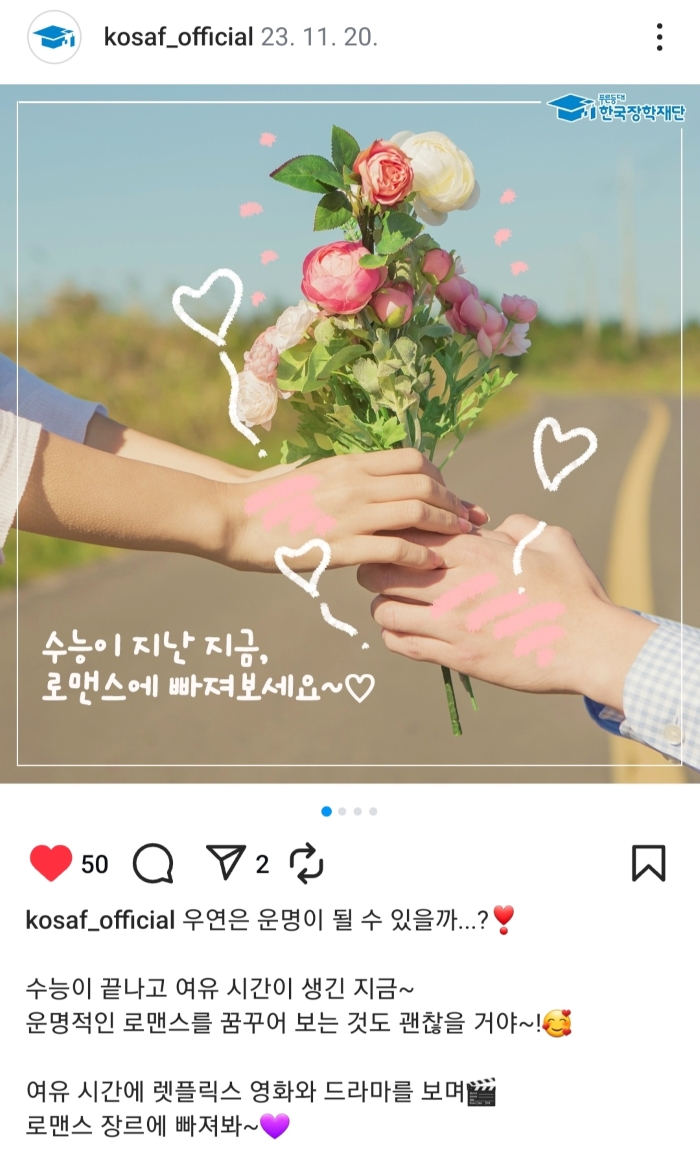 kosaf_official 23. 11. 20.
푸른등대
한국장학재단
수능이 지난 지금,
로맨스에 빠져보세요~♡
50 2
kosaf_official 우연은 운명이 될 수 있을까...?❣️
수능이 끝나고 여유 시간이 생긴 지금~
운명적인 로맨스를 꿈꾸어 보는 것도 괜찮을 거야~!🥰
여유 시간에 렛플릭스 영화와 드라마를 보며🎬
로맨스 장르에 빠져봐~💜